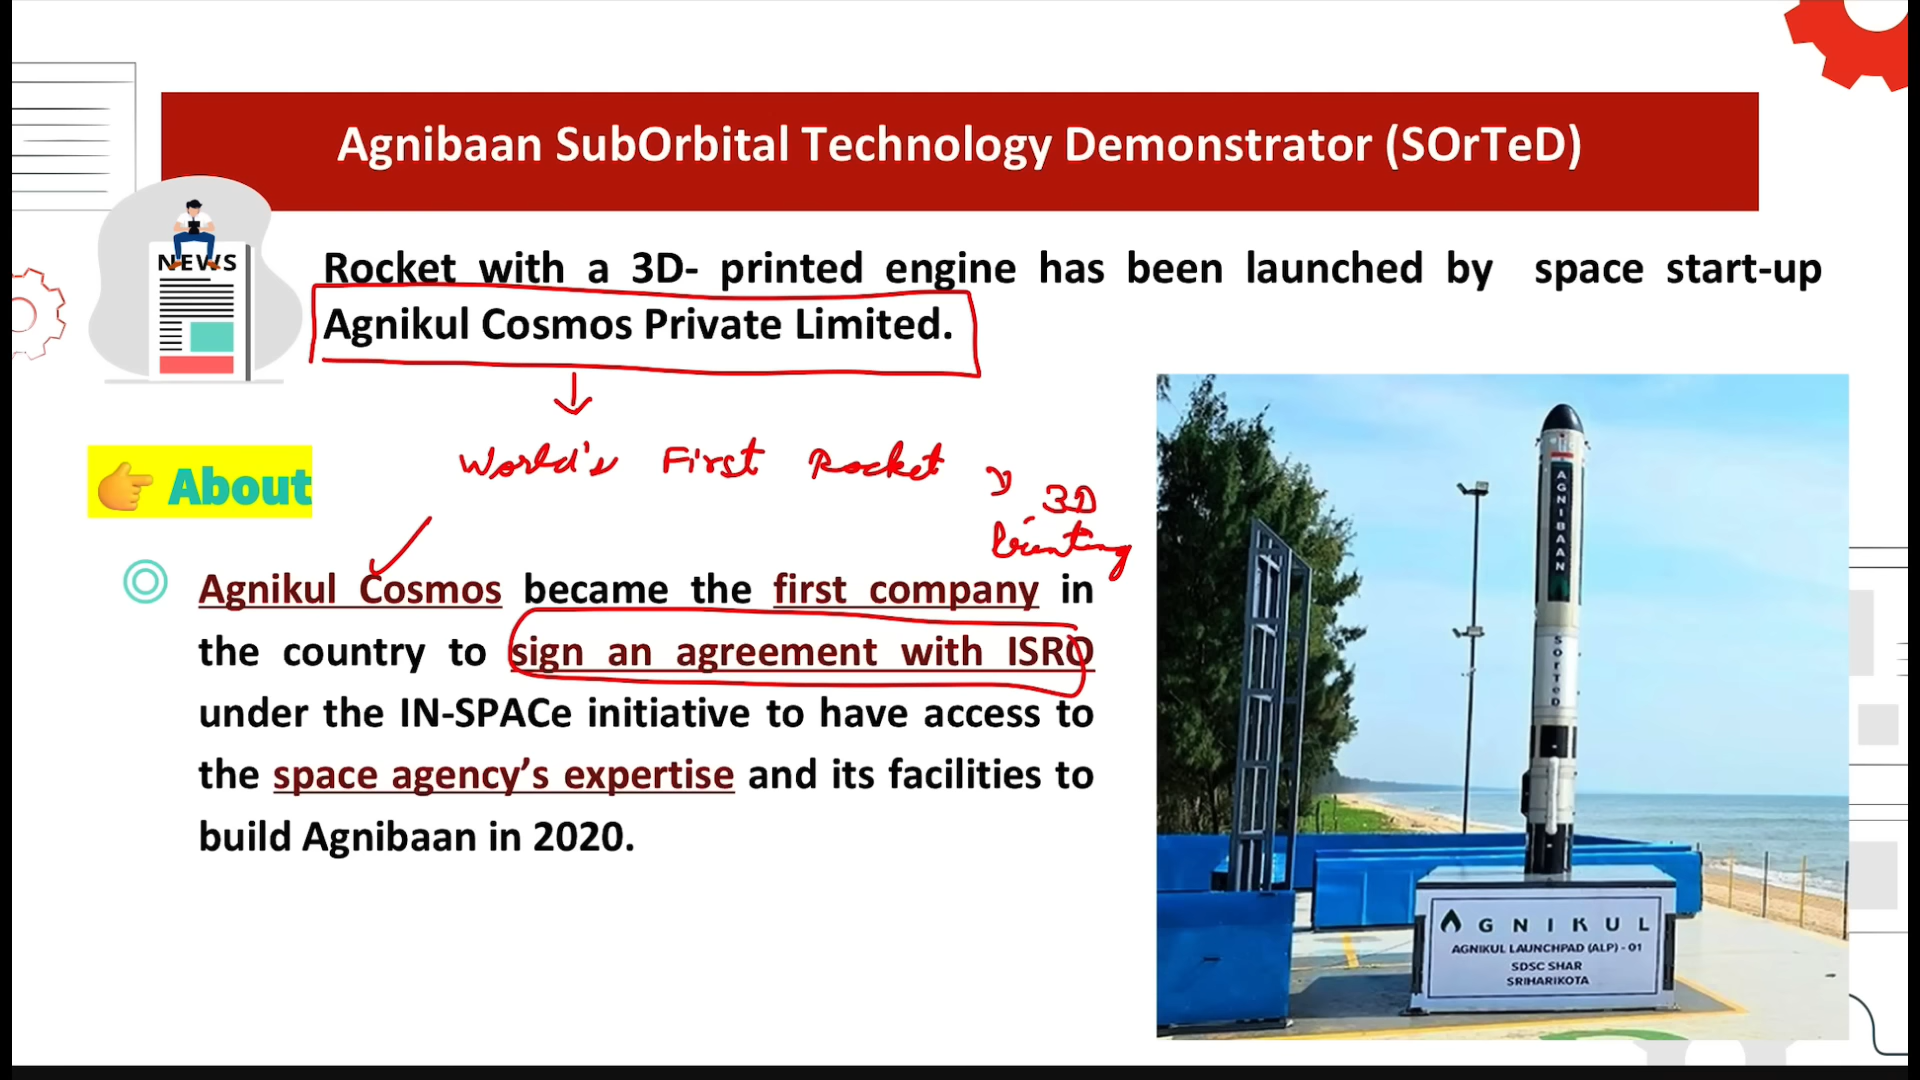 Agnibaan SubOrbital Technology Demonstrator (SOrTeD)
NEWS
Rocket with a 3D- printed engine has been launched by space start-up
Agnikul Cosmos Private Limited.
World's First Rocket
3D
Printing
About
Agnikul Cosmos became the first company in
the country to sign an agreement with ISRO
under the IN-SPACe initiative to have access to
the space agency's expertise and its facilities to
build Agnibaan in 2020.
AGNIBAAN
SOrTeD
AGNIKUL
AGNIKUL LAUNCHPAD (ALP) - 01
SDSC SHAR
SRIHARIKOTA